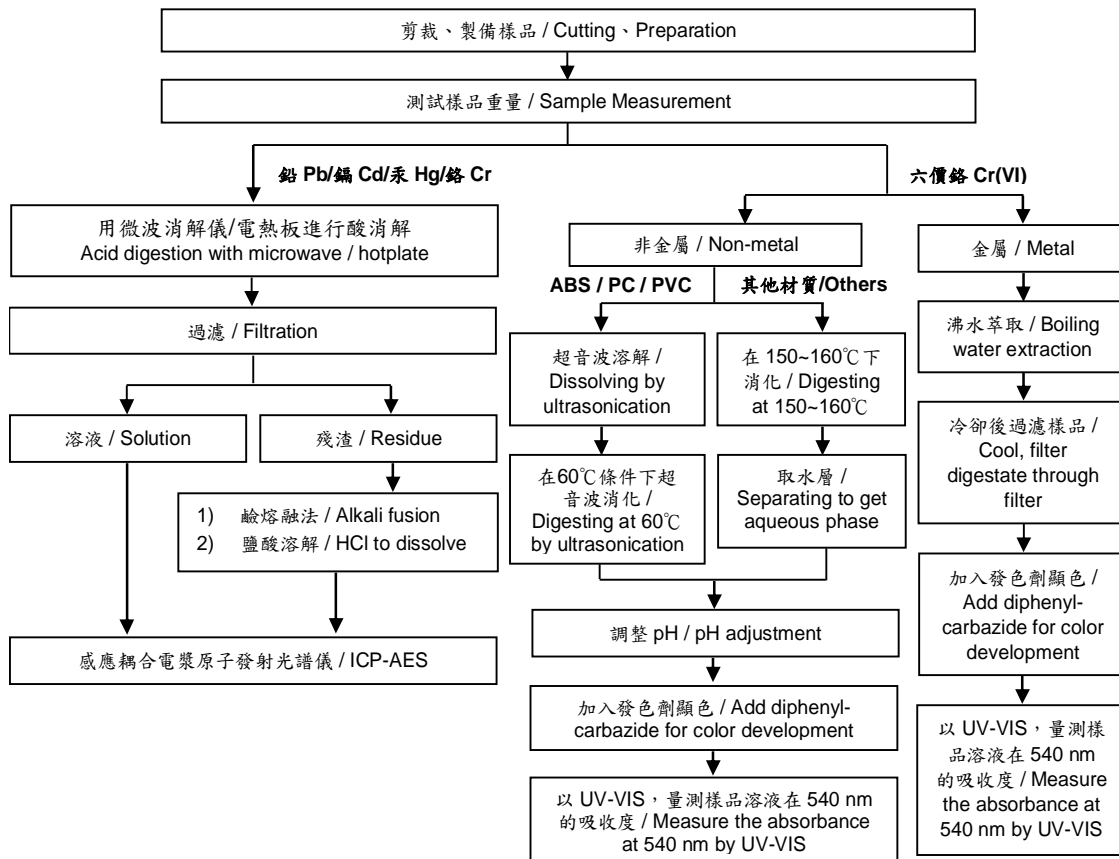 剪裁、製備樣品 / Cutting、Preparation
測試樣品重量 / Sample Measurement
鉛 Pb/鎘 Cd/汞 Hg/鉻 Cr
用微波消解儀/電熱板進行酸消解
Acid digestion with microwave / hotplate
過濾 / Filtration
溶液 / Solution
殘渣 / Residue
1) 鹼熔融法 / Alkali fusion
2) 鹽酸溶解 / HCl to dissolve
感應耦合電漿原子發射光譜儀 / ICP-AES
六價鉻 Cr(VI)
非金屬 / Non-metal
ABS / PC / PVC
超音波溶解 /
Dissolving by
ultrasonication
在60℃條件下超
音波消化 /
Digesting at 60℃
by ultrasonication
其他材質/Others
在 150~160℃下
消化 / Digesting
at 150~160℃
取水層 /
Separating to get
aqueous phase
調整 pH / pH adjustment
加入發色劑顯色 / Add diphenyl-
carbazide for color development
以 UV-VIS，量測樣品溶液在 540 nm
的吸收度 / Measure the absorbance
at 540 nm by UV-VIS
金屬 / Metal
沸水萃取 / Boiling
water extraction
冷卻後過濾樣品 /
Cool, filter
digestate through
filter
加入發色劑顯色 /
Add diphenyl-
carbazide for color
development
以 UV-VIS，量測樣
品溶液在 540 nm
的吸收度 / Measure
the absorbance at
540 nm by UV-VIS